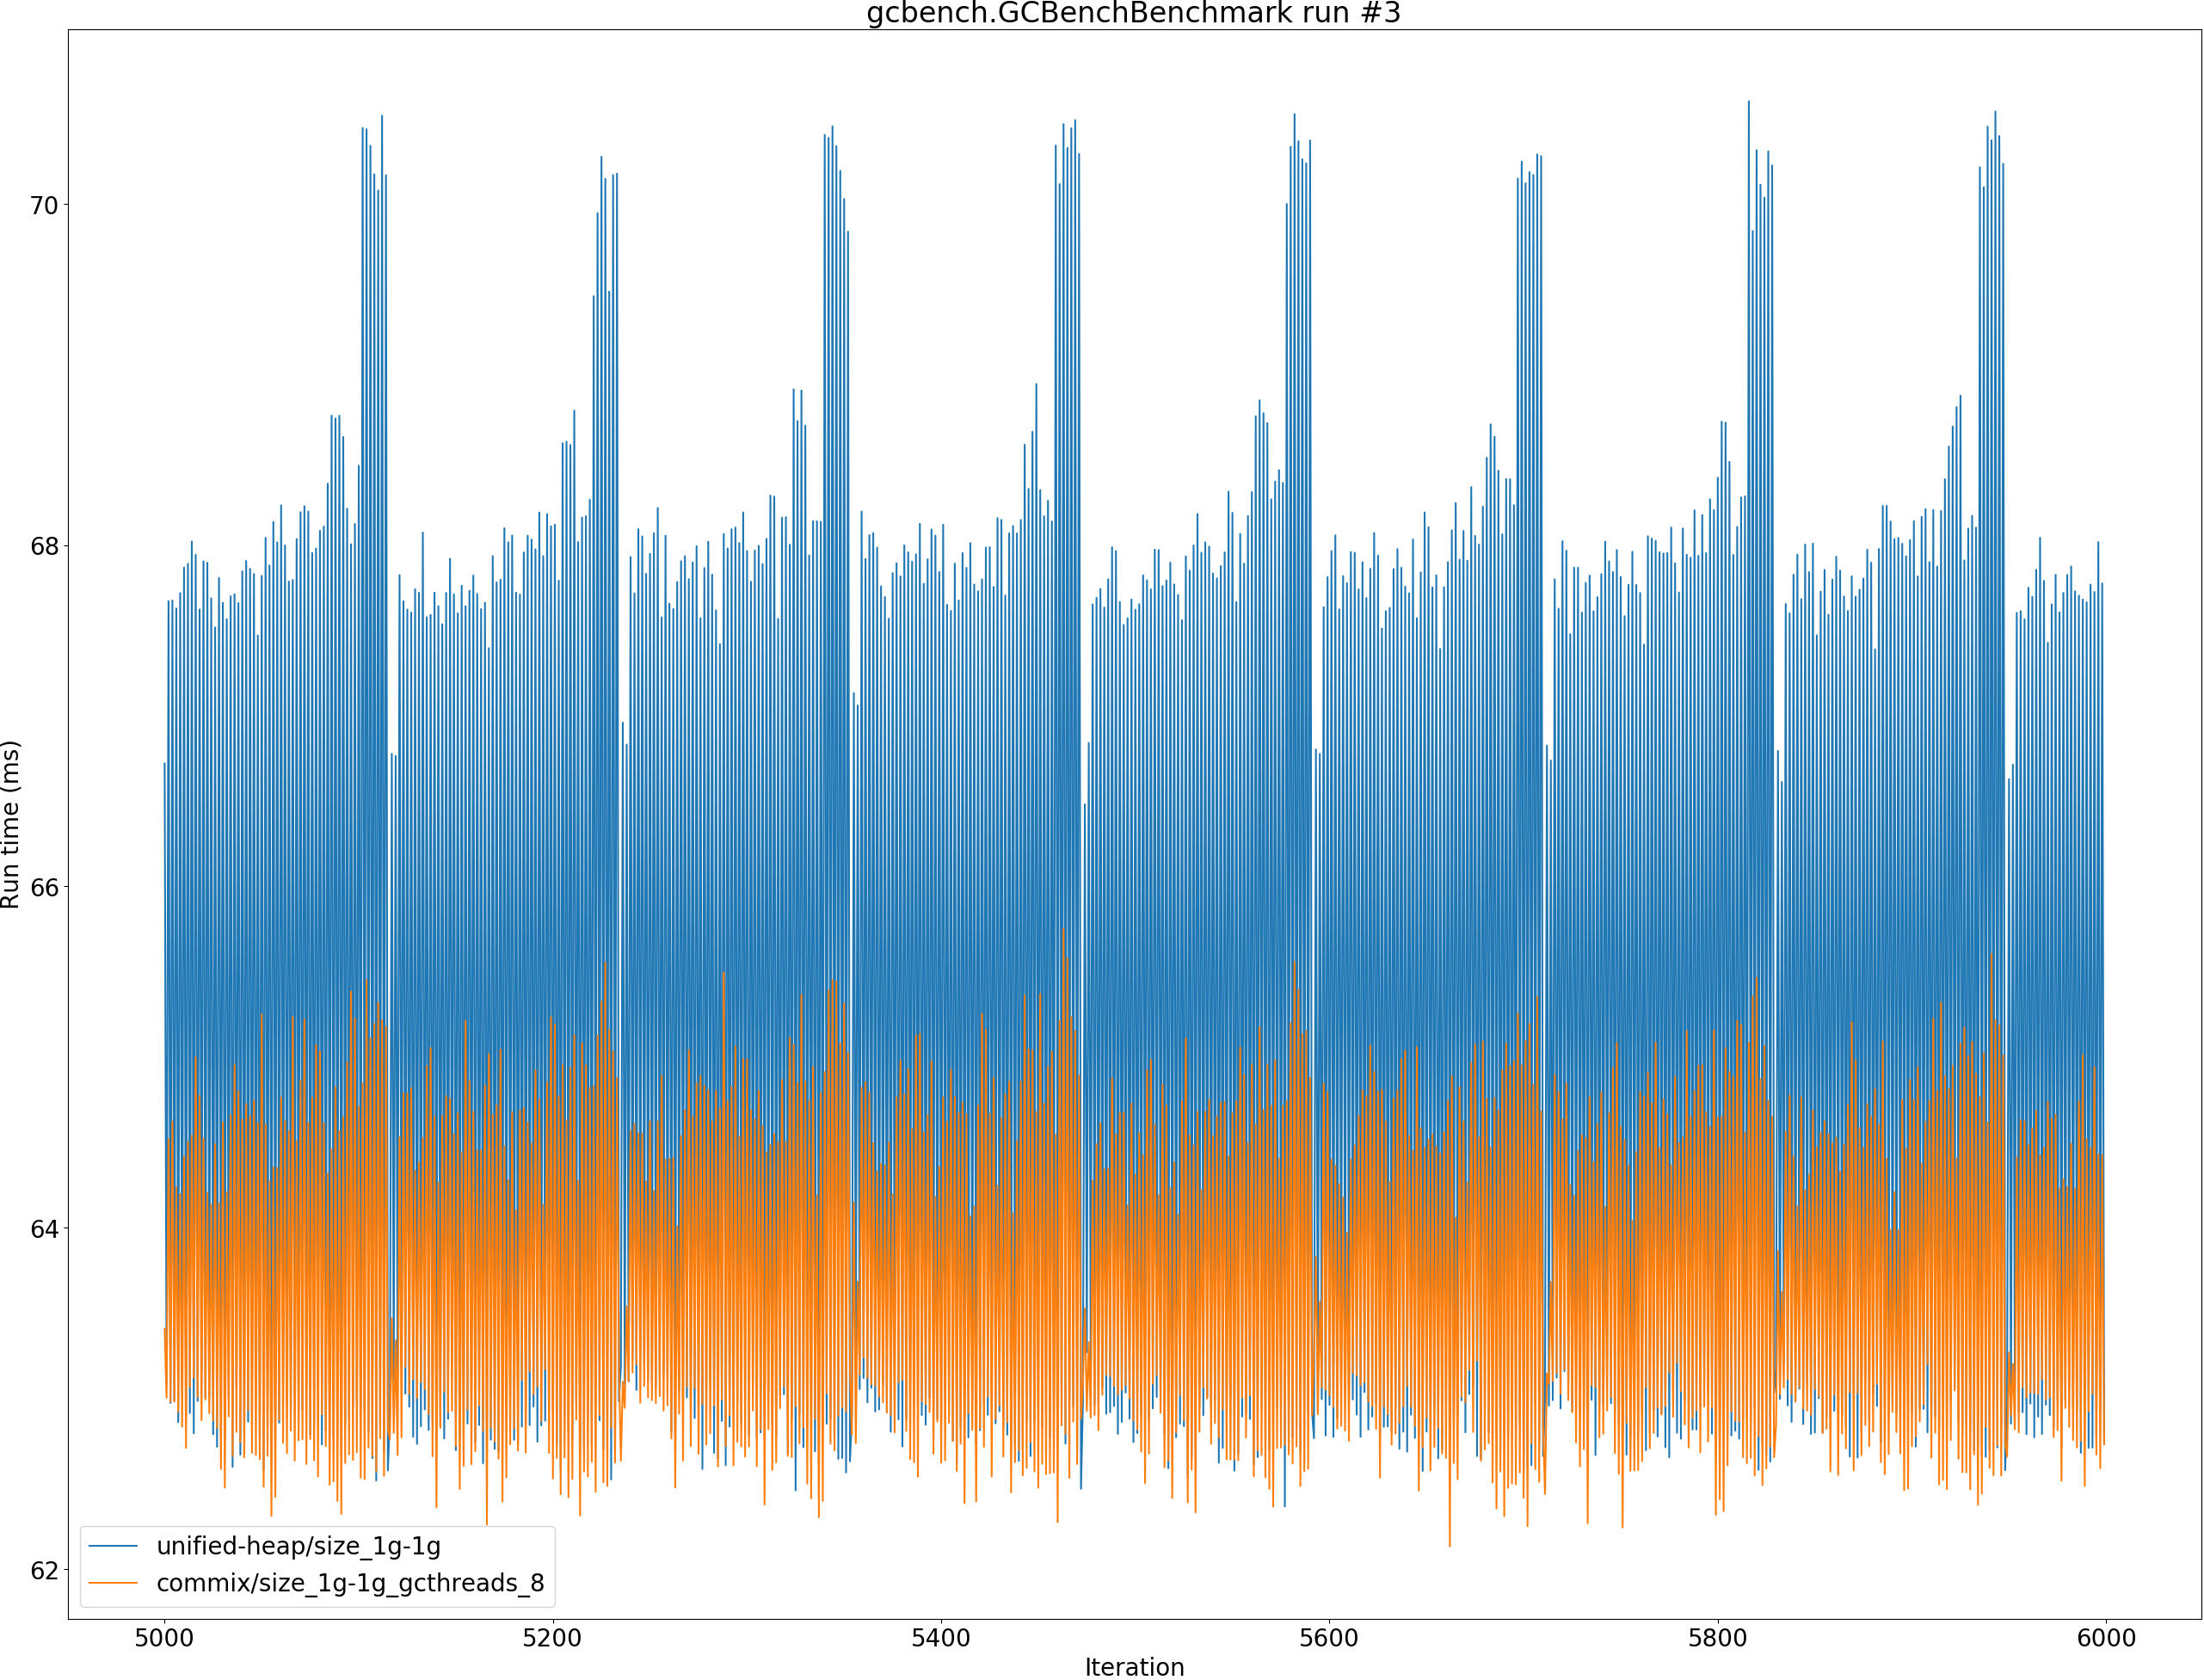 gcbench.GCBenchBenchmark run #3
Run time (ms)
70
68
66
64
62
unified-heap/size_1g-1g
commix/size_1g-1g_gcthreads_8
5000 5200 5400 5600 5800 6000
Iteration